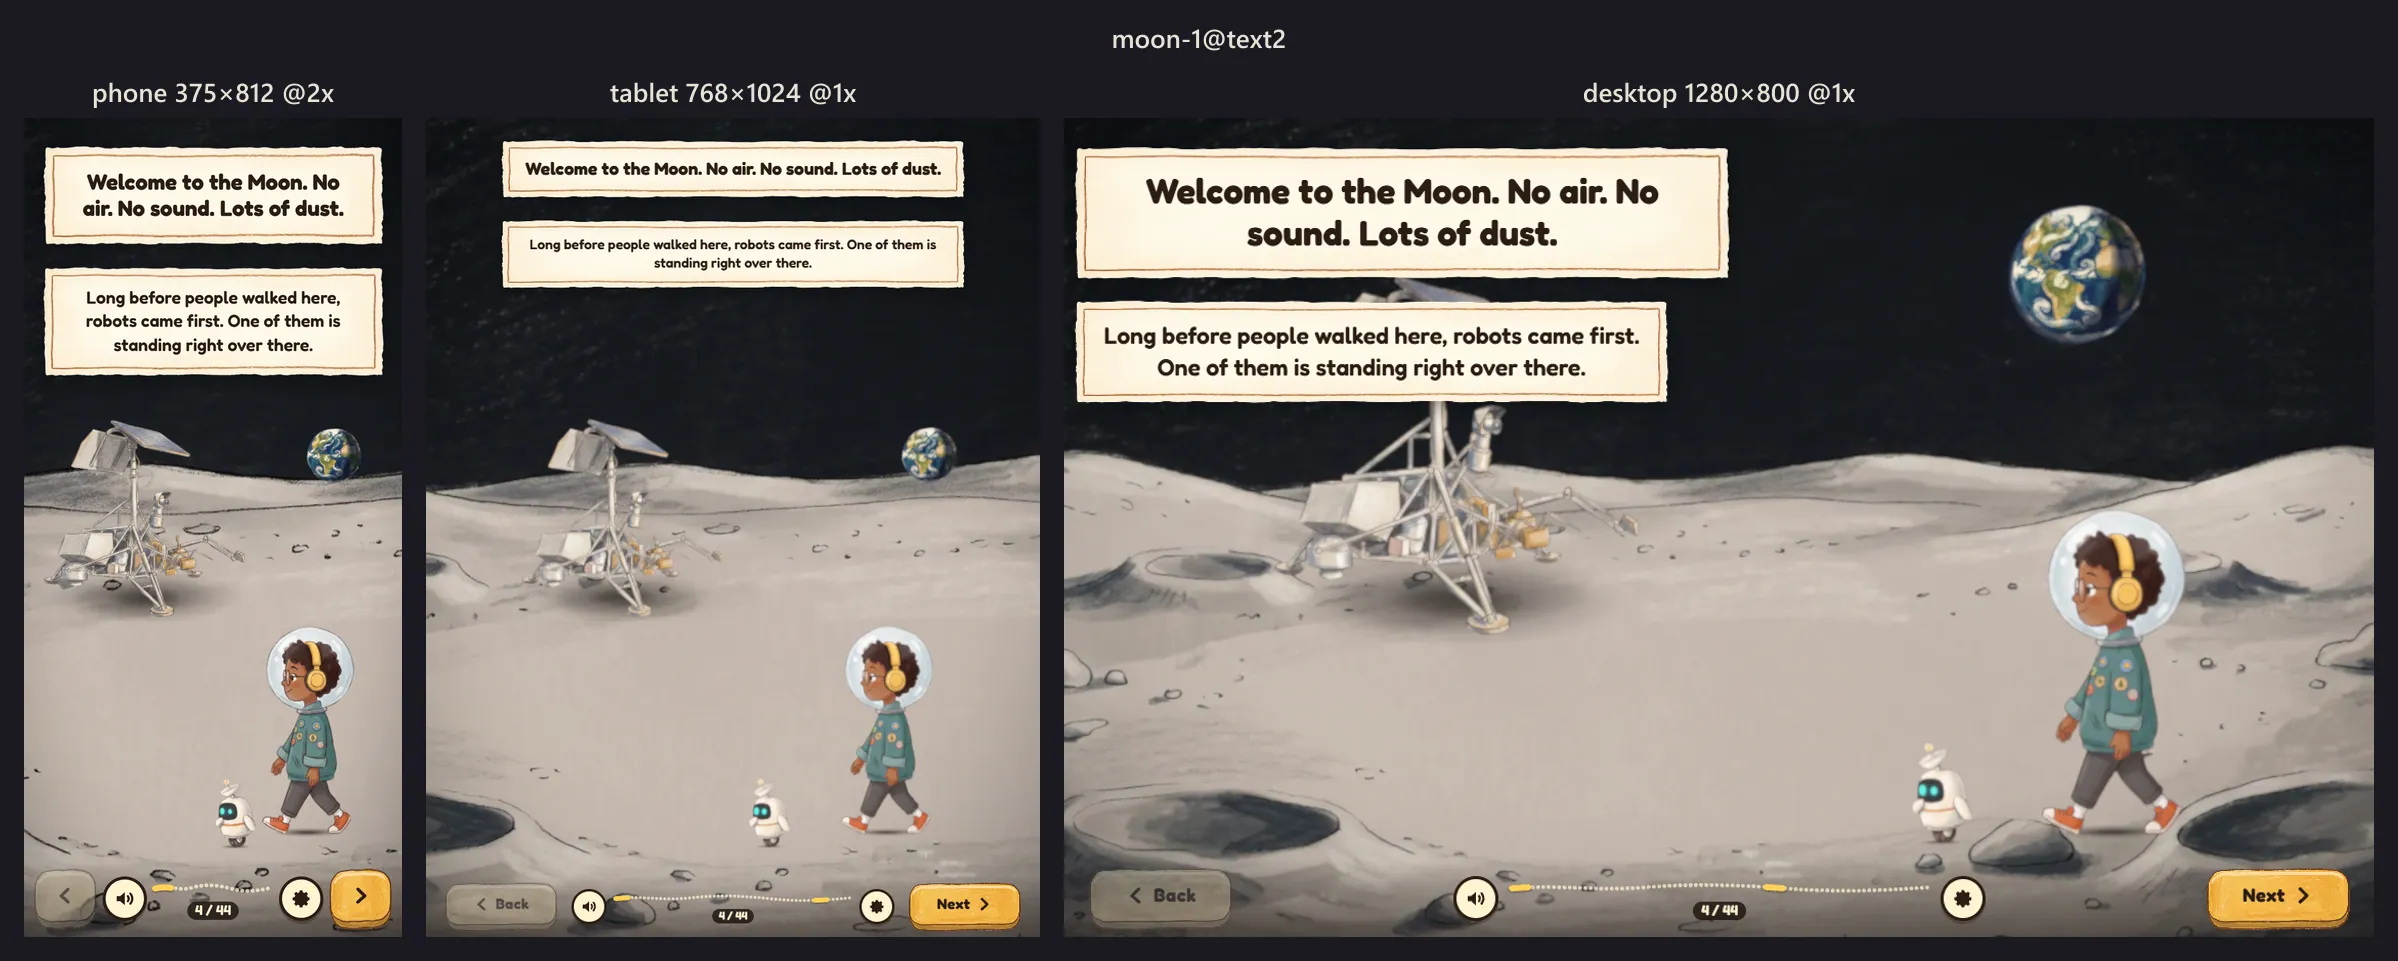 moon-1@text2
phone 375×812 @2x
Welcome to the Moon. No
air. No sound. Lots of dust.
Long before people walked here,
robots came first. One of them is
standing right over there.
4 / 44
tablet 768×1024 @1x
Welcome to the Moon. No air. No sound. Lots of dust.
Long before people walked here, robots came first. One of them is
standing right over there.
Back
4 / 44
Next
desktop 1280×800 @1x
Welcome to the Moon. No air. No
sound. Lots of dust.
Long before people walked here, robots came first.
One of them is standing right over there.
Back
4 / 44
Next